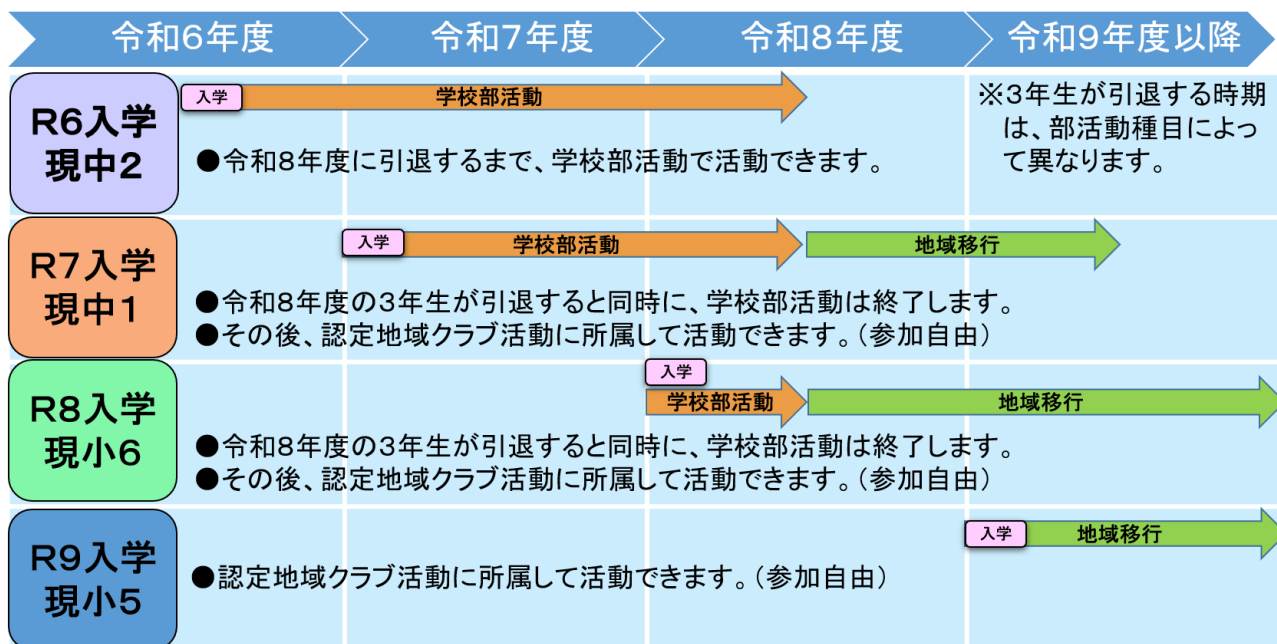 令和6年度 令和7年度 令和8年度 令和9年度以降
R6入学
現中2
入学 学校部活動
●令和8年度に引退するまで、学校部活動で活動できます。
※3年生が引退する時期
は、部活動種目によっ
て異なります。
R7入学
現中1
入学 学校部活動 地域移行
●令和8年度の3年生が引退すると同時に、学校部活動は終了します。
●その後、認定地域クラブ活動に所属して活動できます。(参加自由)
R8入学
現小6
入学
学校部活動 地域移行
●令和8年度の3年生が引退すると同時に、学校部活動は終了します。
●その後、認定地域クラブ活動に所属して活動できます。(参加自由)
R9入学
現小5
入学 地域移行
●認定地域クラブ活動に所属して活動できます。(参加自由)